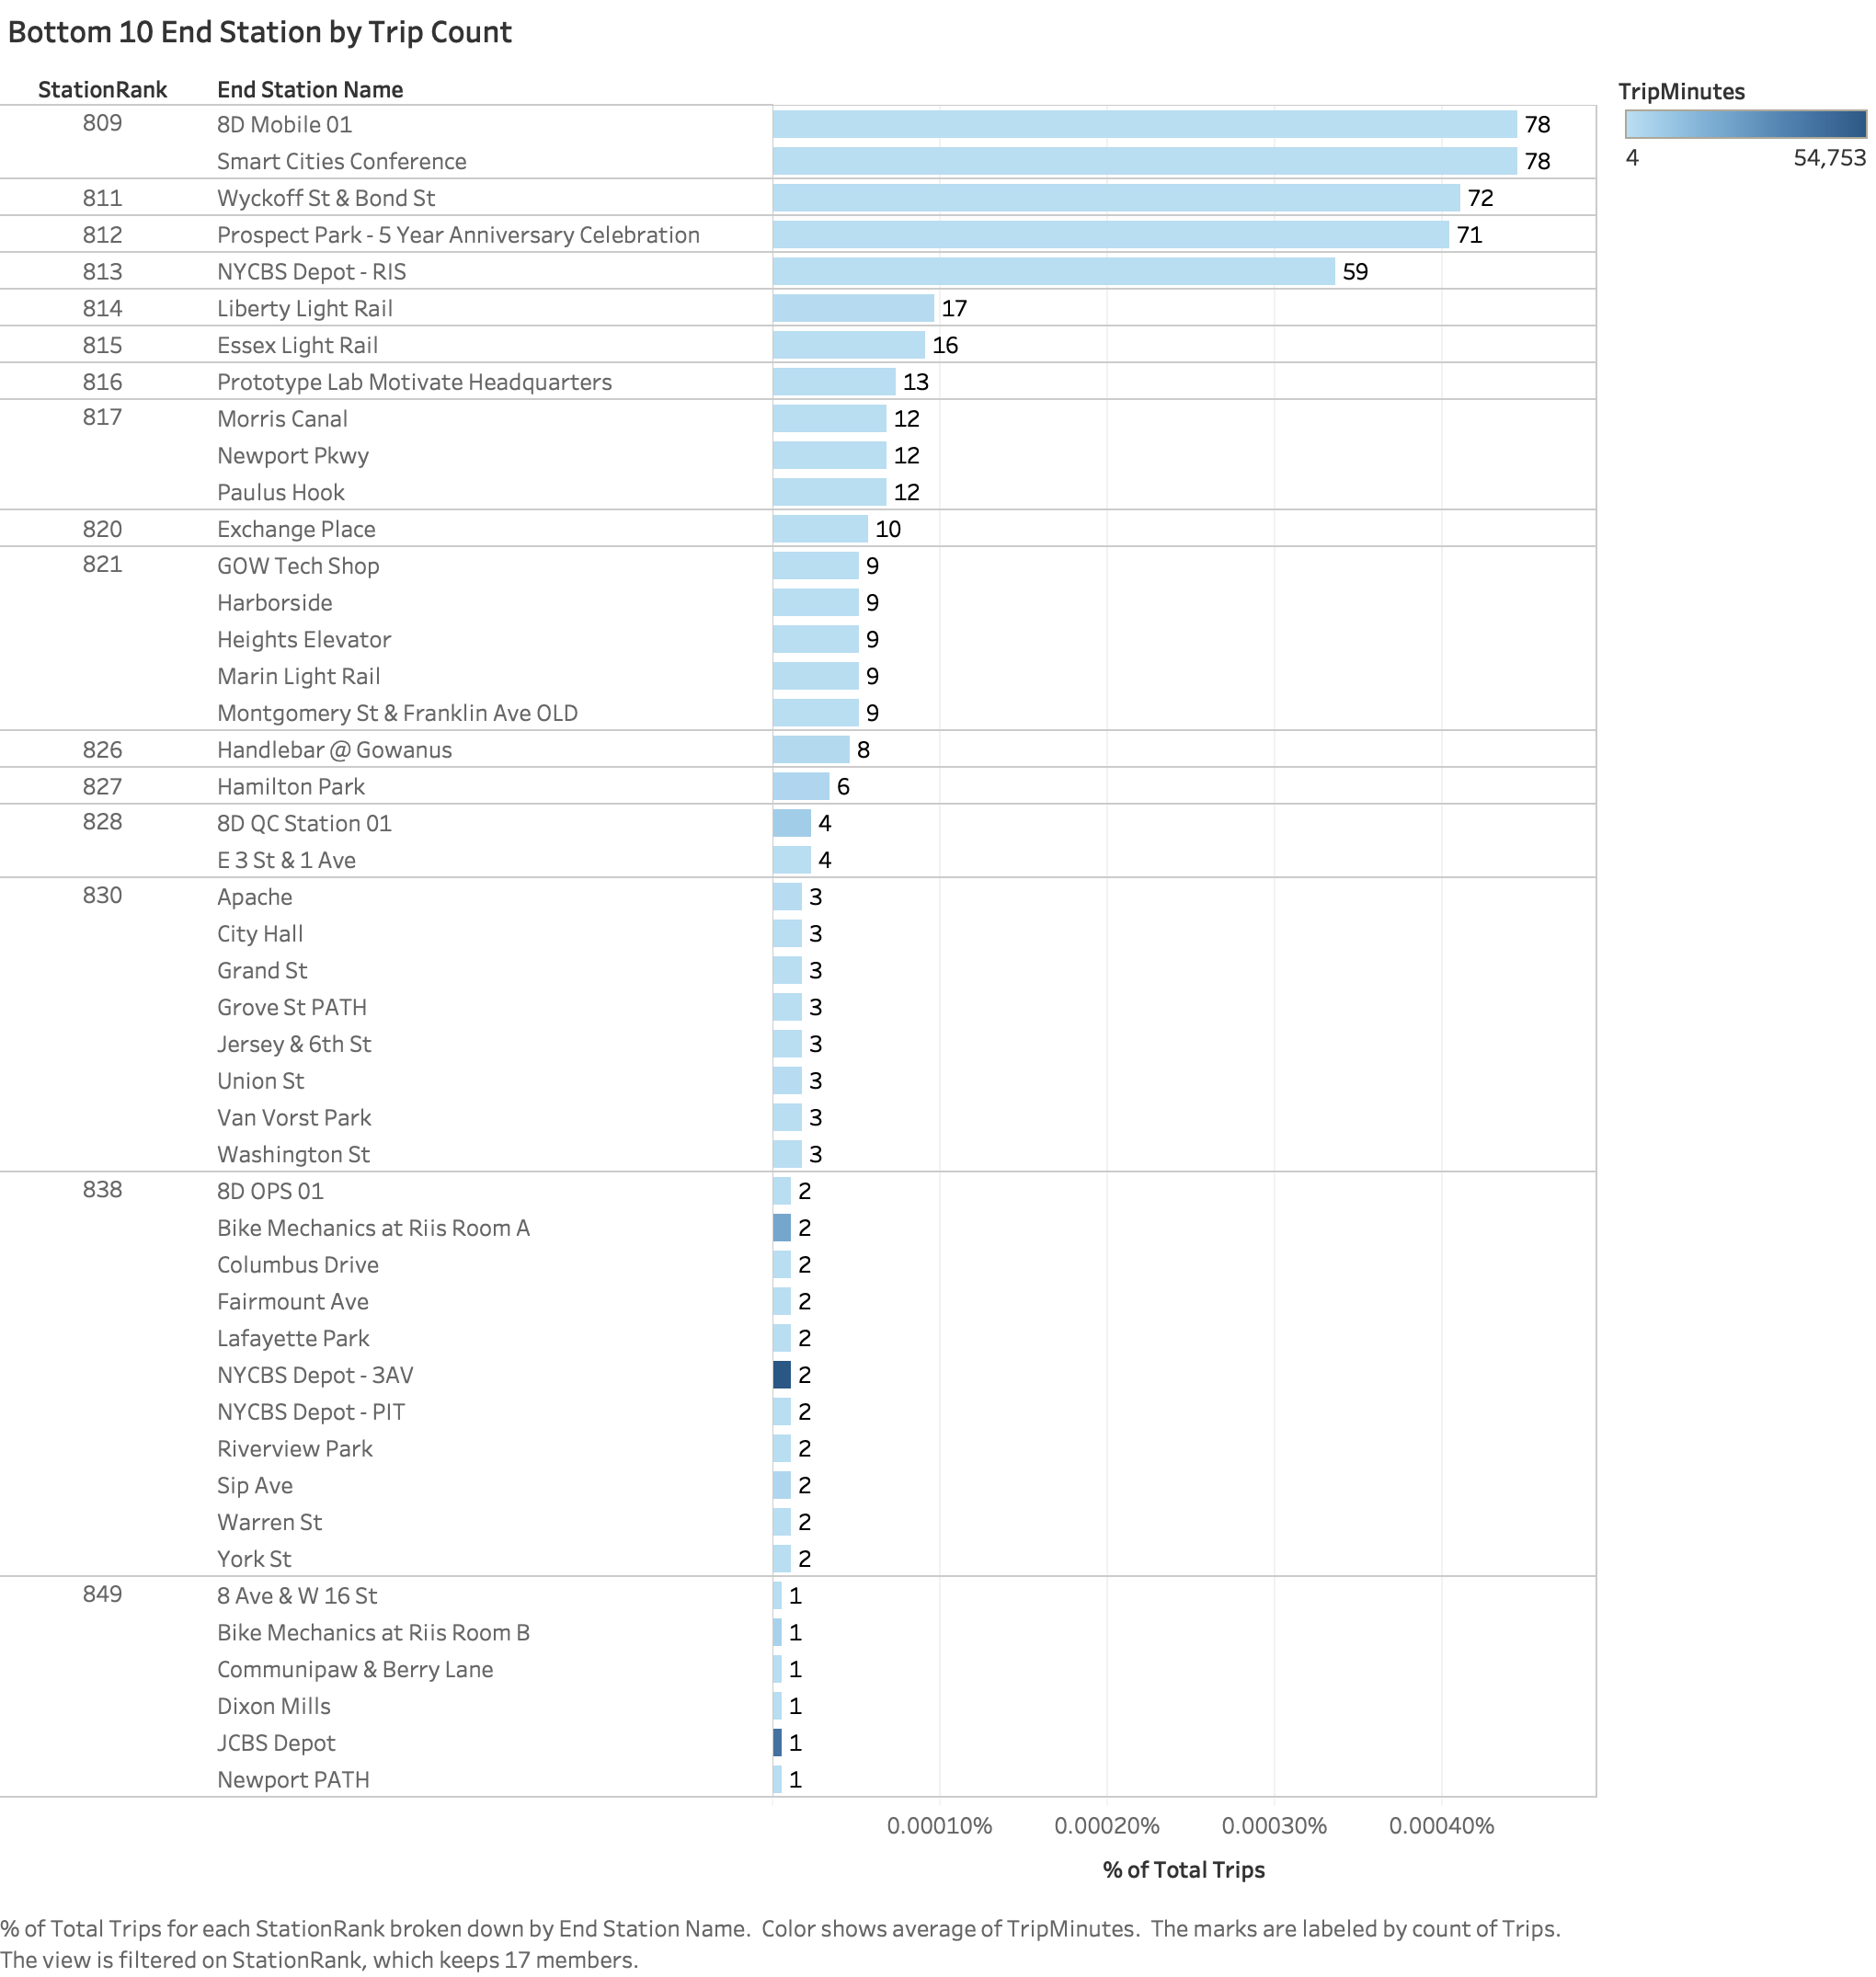 Bottom 10 End Station by Trip Count
StationRank End Station Name
TripMinutes
4 54,753
809 8D Mobile 01 78
Smart Cities Conference 78
811 Wyckoff St & Bond St 72
812 Prospect Park - 5 Year Anniversary Celebration 71
813 NYCBS Depot - RIS 59
814 Liberty Light Rail 17
815 Essex Light Rail 16
816 Prototype Lab Motivate Headquarters 13
817 Morris Canal 12
Newport Pkwy 12
Paulus Hook 12
820 Exchange Place 10
821 GOW Tech Shop 9
Harborside 9
Heights Elevator 9
Marin Light Rail 9
Montgomery St & Franklin Ave OLD 9
826 Handlebar @ Gowanus 8
827 Hamilton Park 6
828 8D QC Station 01 4
E 3 St & 1 Ave 4
830 Apache 3
City Hall 3
Grand St 3
Grove St PATH 3
Jersey & 6th St 3
Union St 3
Van Vorst Park 3
Washington St 3
838 8D OPS 01 2
Bike Mechanics at Riis Room A 2
Columbus Drive 2
Fairmount Ave 2
Lafayette Park 2
NYCBS Depot - 3AV 2
NYCBS Depot - PIT 2
Riverview Park 2
Sip Ave 2
Warren St 2
York St 2
849 8 Ave & W 16 St 1
Bike Mechanics at Riis Room B 1
Communipaw & Berry Lane 1
Dixon Mills 1
JCBS Depot 1
Newport PATH 1
0.00010% 0.00020% 0.00030% 0.00040%
% of Total Trips
% of Total Trips for each StationRank broken down by End Station Name.  Color shows average of TripMinutes.  The marks are labeled by count of Trips.
The view is filtered on StationRank, which keeps 17 members.